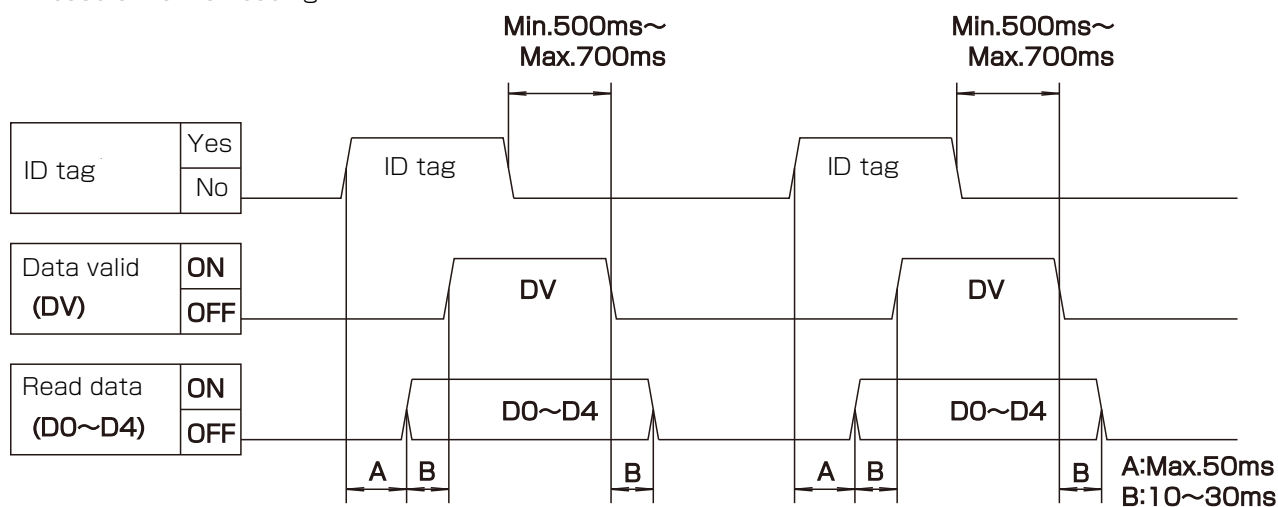 Min.500ms～
Max.700ms
Min.500ms～
Max.700ms
ID tag
Yes
No
ID tag
ID tag
Data valid
(DV)
ON
OFF
DV
DV
Read data
(D0～D4)
ON
OFF
D0～D4
D0～D4
A
B
B
A
B
B
A:Max.50ms
B:10～30ms